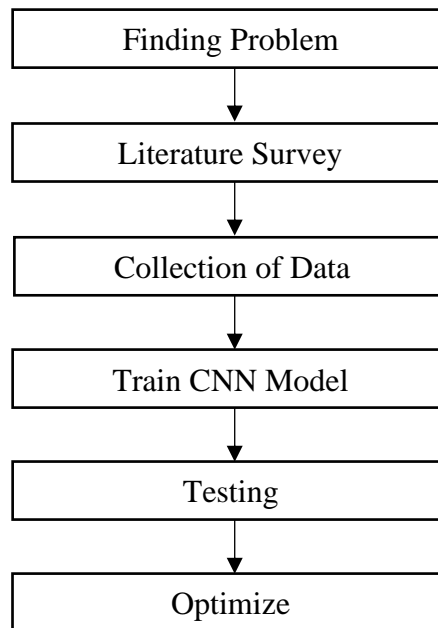 Finding Problem
Literature Survey
Collection of Data
Train CNN Model
Testing
Optimize